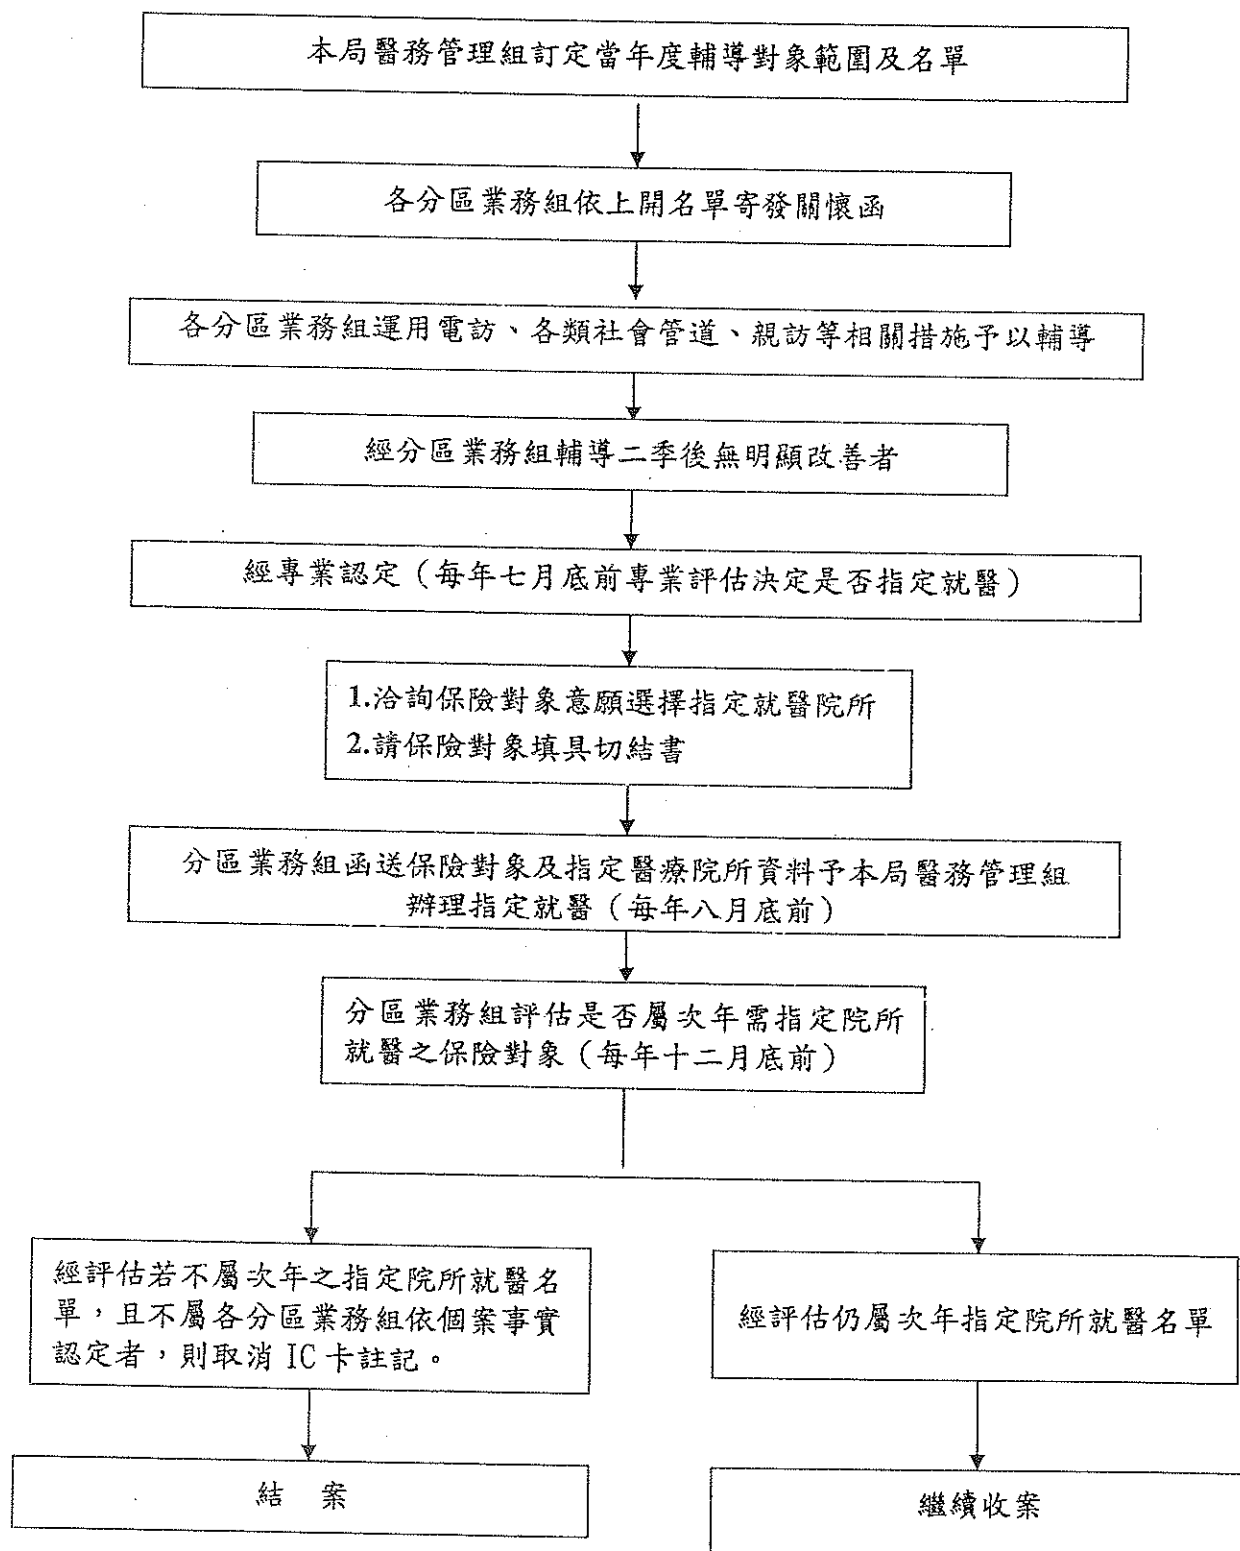 本局醫務管理組訂定當年度輔導對象範圍及名單
各分區業務組依上開名單寄發關懷函
各分區業務組運用電訪、各類社會管道、親訪等相關措施予以輔導
經分區業務組輔導二季後無明顯改善者
經專業認定（每年七月底前專業評估決定是否指定就醫）
1.洽詢保險對象意願選擇指定就醫院所
2.請保險對象填具切結書
分區業務組函送保險對象及指定醫療院所資料予本局醫務管理組
辦理指定就醫（每年八月底前）
分區業務組評估是否屬次年需指定院所
就醫之保險對象（每年十二月底前）
經評估若不屬次年之指定院所就醫名
單，且不屬各分區業務組依個案事實
認定者，則取消 IC 卡註記。
經評估仍屬次年指定院所就醫名單
結 案
繼續收案